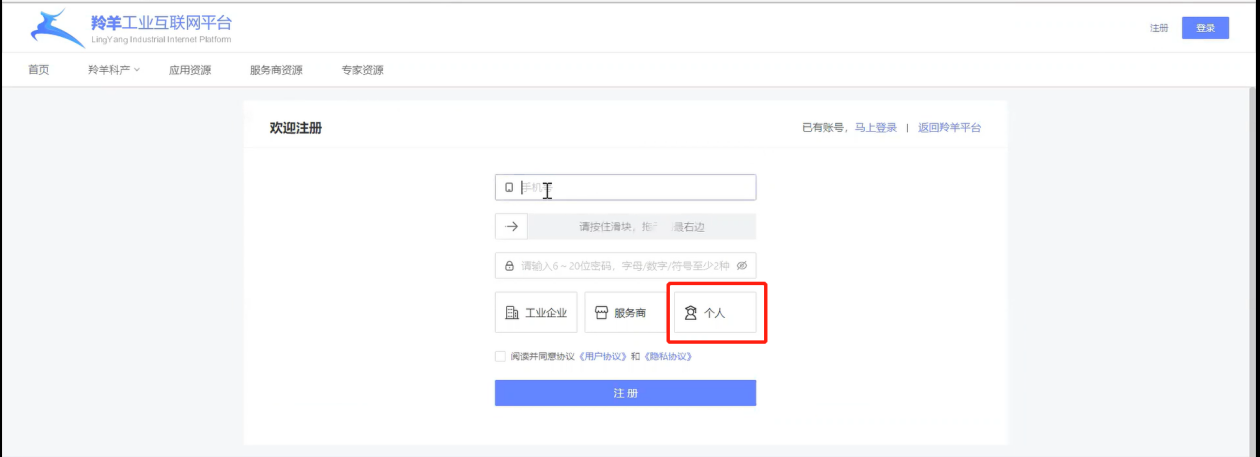 羚羊工业互联网平台
LingYang Industrial Internet Platform
注册 登录
首页 羚羊科产 应用资源 服务商资源 专家资源
欢迎注册 已有账号，马上登录 | 返回羚羊平台
手机号
请按住滑块，拖 最右边
请输入6～20位密码，字母/数字/符号至少2种
工业企业 服务商 个人
阅读并同意协议《用户协议》和《隐私协议》
注 册